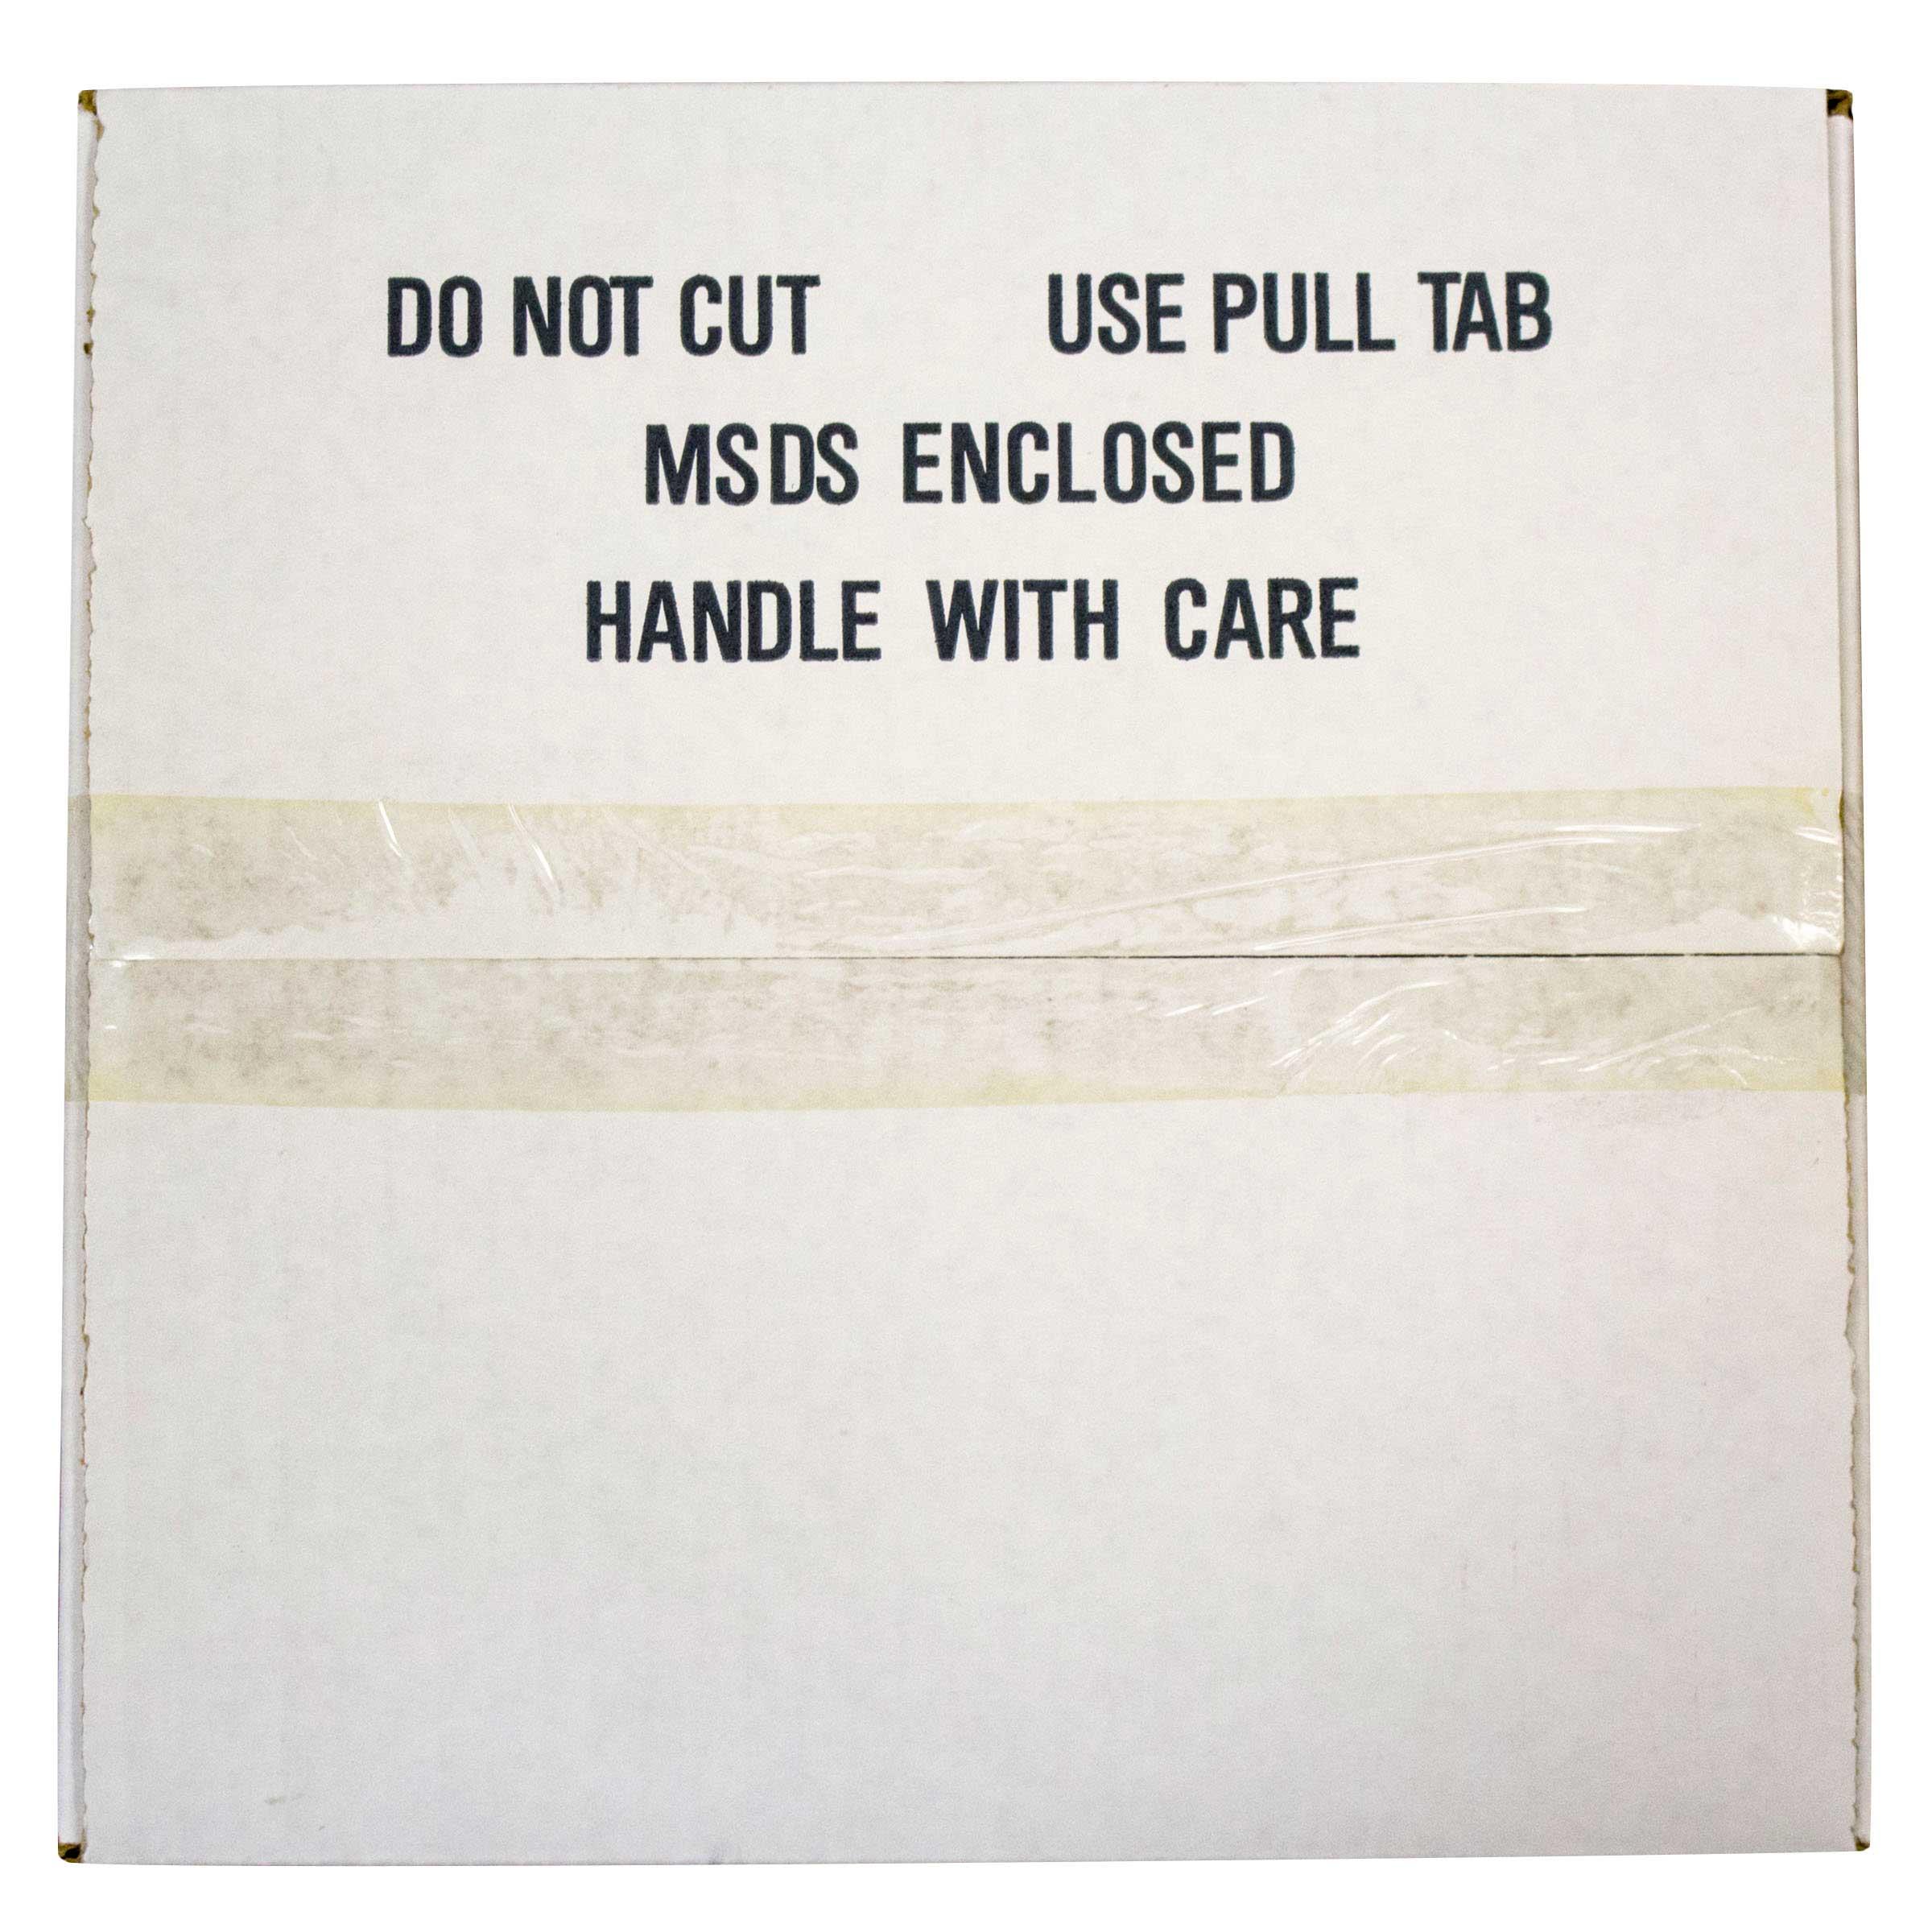 DO NOT CUT USE PULL TAB
MSDS ENCLOSED
HANDLE WITH CARE